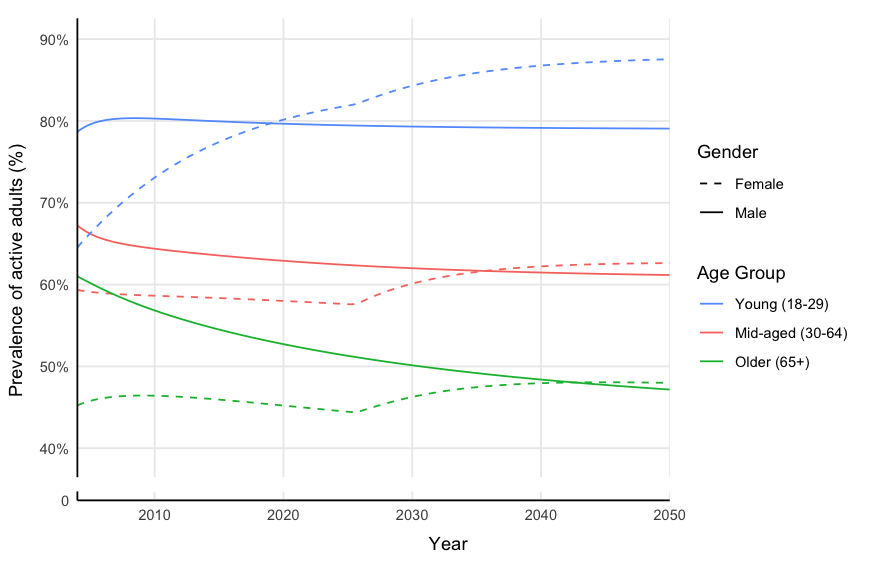 Prevalence of active adults (%)
90%
80%
70%
60%
50%
40%
0
2010 2020 2030 2040 2050
Year
Gender
Female
Male
Age Group
Young (18-29)
Mid-aged (30-64)
Older (65+)